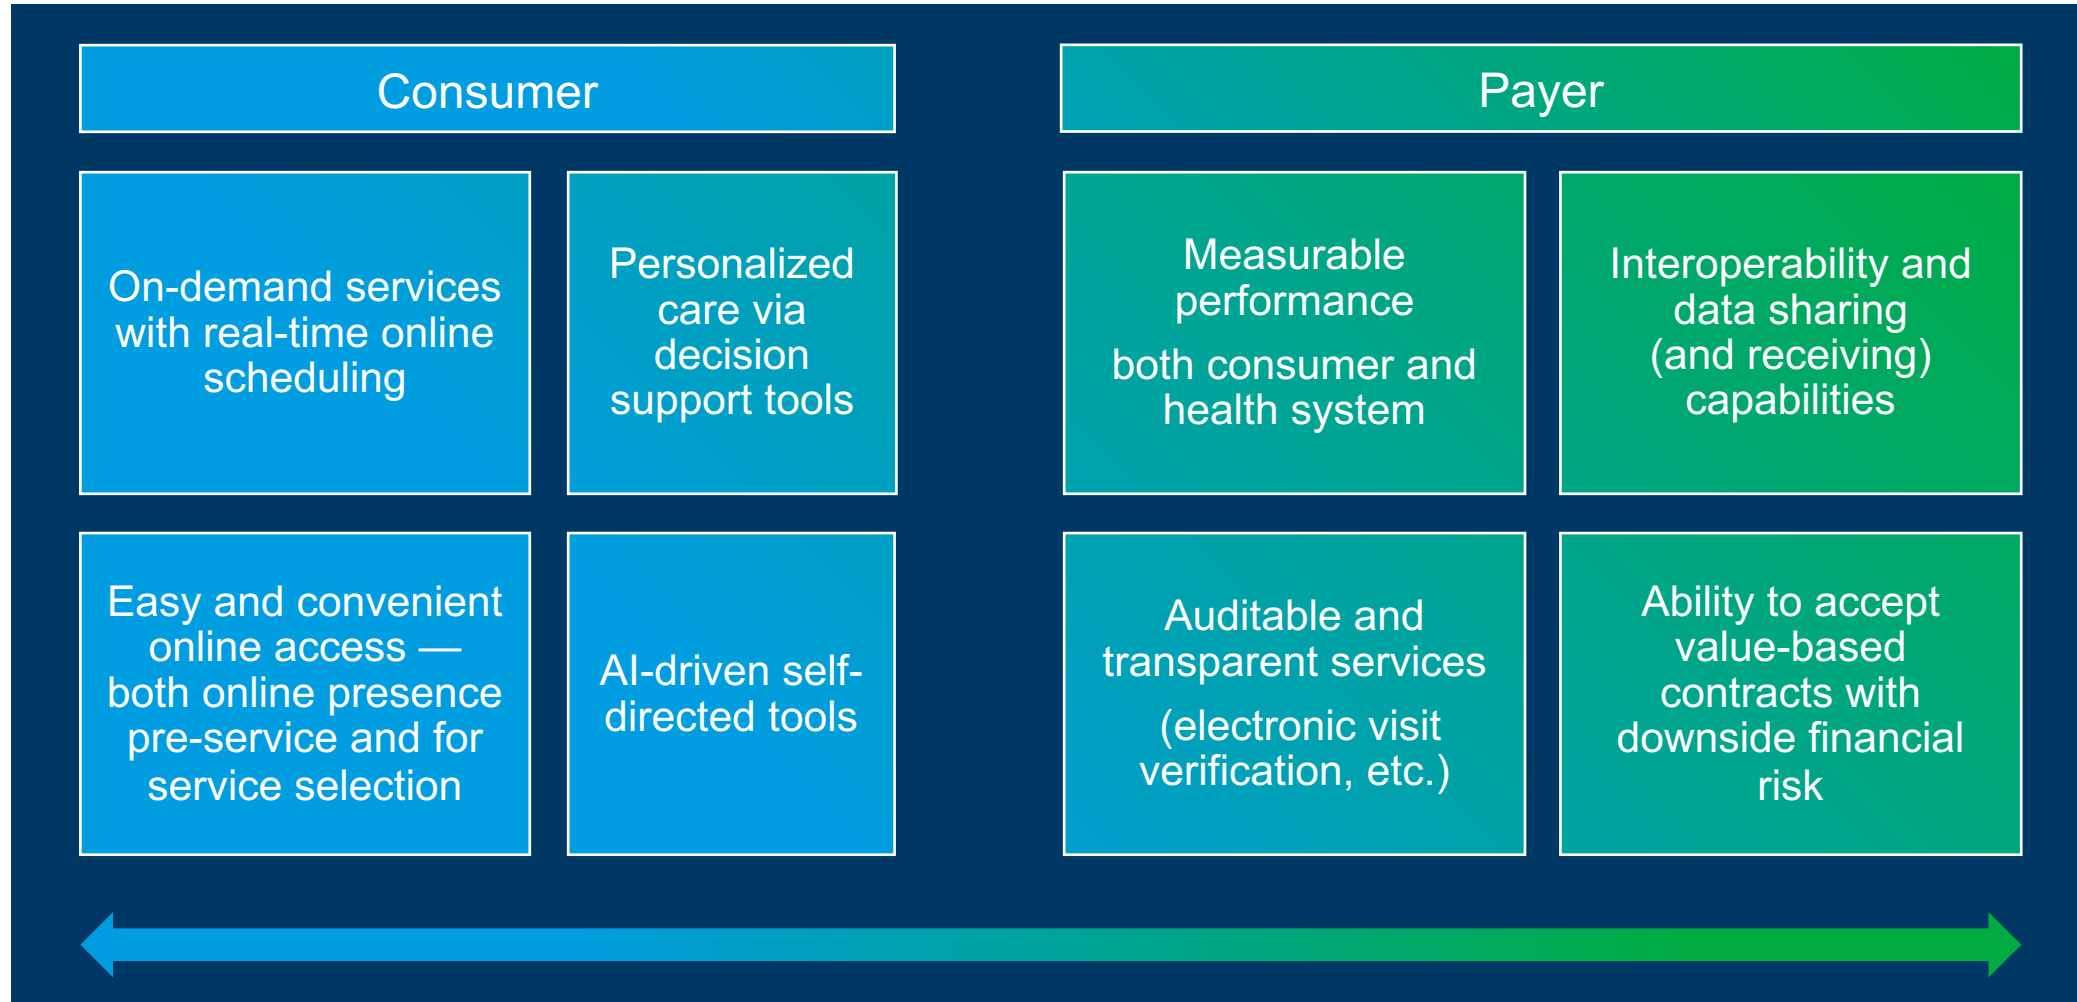 Consumer
Payer
On-demand services
with real-time online
scheduling
Personalized
care via
decision
support tools
Measurable
performance
both consumer and
health system
Interoperability and
data sharing
(and receiving)
capabilities
Easy and convenient
online access —
both online presence
pre-service and for
service selection
AI-driven self-
directed tools
Auditable and
transparent services
(electronic visit
verification, etc.)
Ability to accept
value-based
contracts with
downside financial
risk